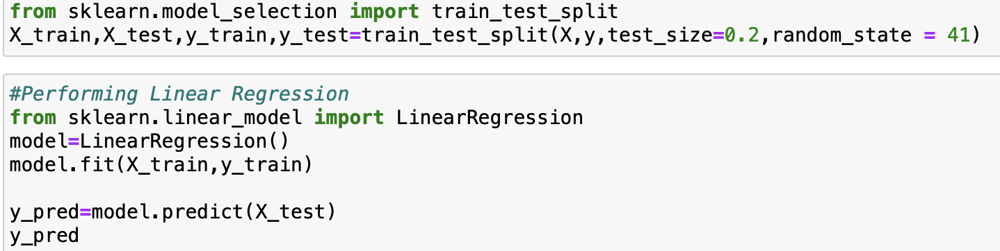 from sklearn.model_selection import train_test_split
X_train,X_test,y_train,y_test=train_test_split(X,y,test_size=0.2,random_state = 41)
#Performing Linear Regression
from sklearn.linear_model import LinearRegression
model=LinearRegression()
model.fit(X_train,y_train)
y_pred=model.predict(X_test)
y_pred